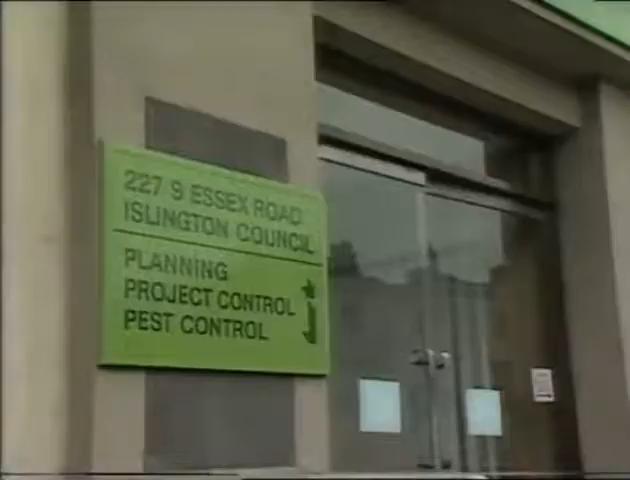 227 9 ESSEX ROAD
ISLINGTON COUNCIL
PLANNING
PROJECT CONTROL
PEST CONTROL